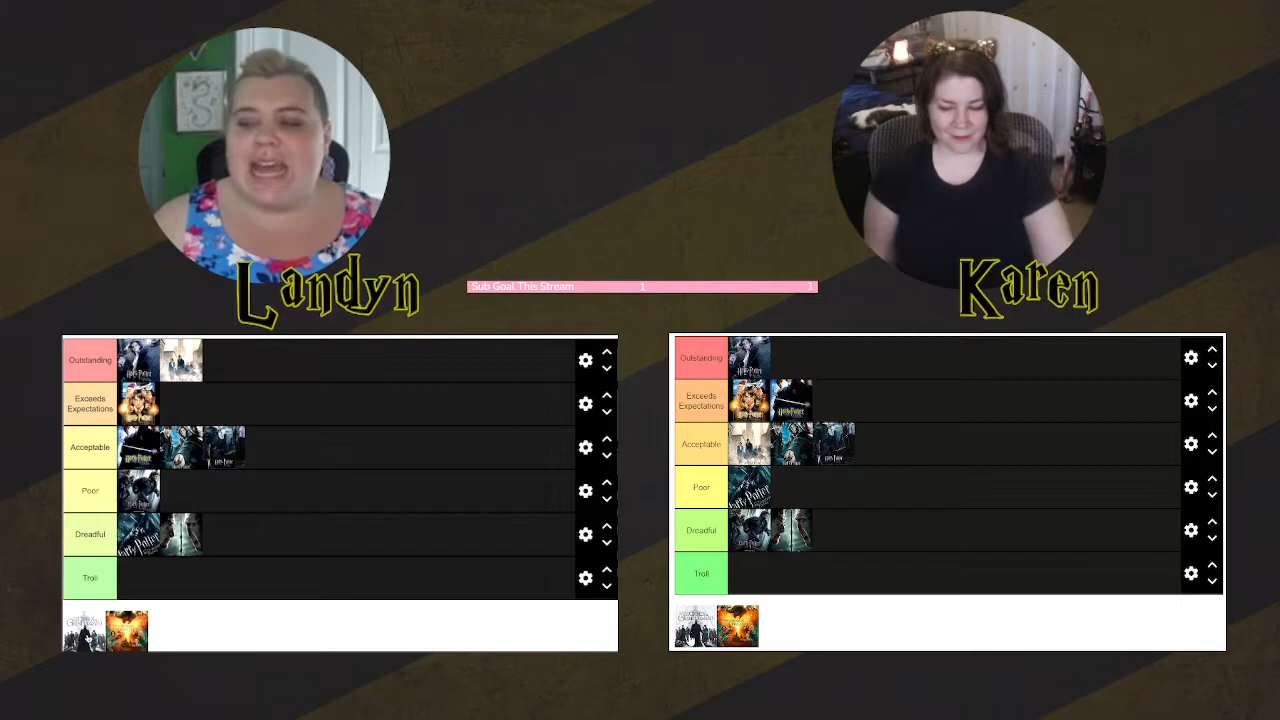 Landyn
Karen
Sub Goal This Stream 1 1
Outstanding
Exceeds
Expectations
Acceptable
Poor
Dreadful
Troll
Outstanding
Exceeds
Expectations
Acceptable
Poor
Dreadful
Troll